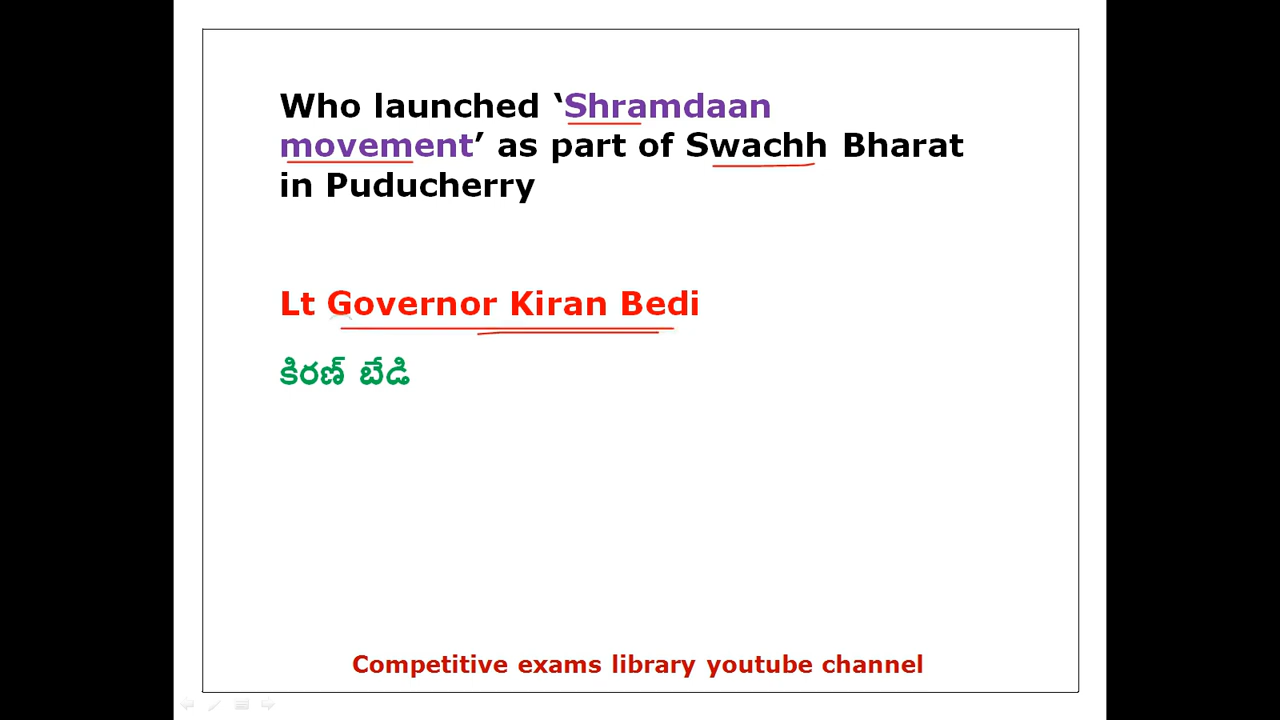 Who launched ‘Shramdaan
movement’ as part of Swachh Bharat
in Puducherry
Lt Governor Kiran Bedi
కిరణ్ బేడి
Competitive exams library youtube channel